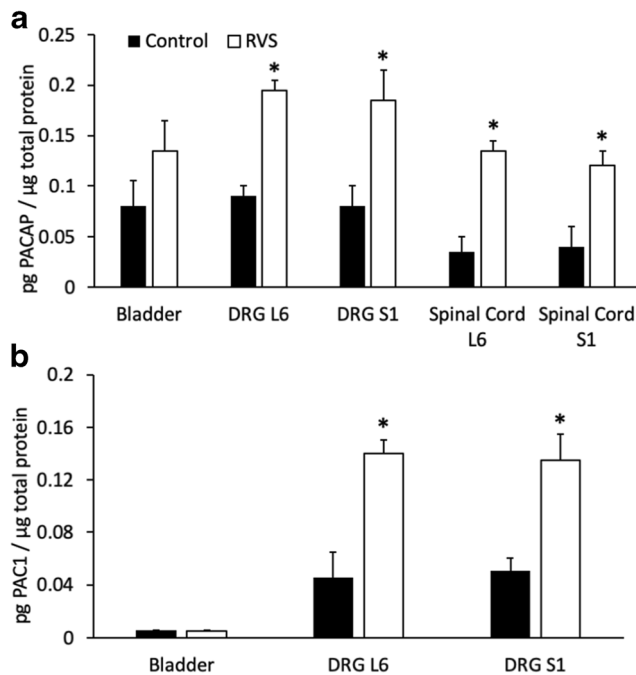 a
pg PACAP / µg total protein
0.25
0.2
0.15
0.1
0.05
0
Control RVS
*
*
*
*
Bladder DRG L6 DRG S1 Spinal Cord L6 Spinal Cord S1
b
pg PAC1 / µg total protein
0.2
0.16
0.12
0.08
0.04
0
*
*
Bladder DRG L6 DRG S1